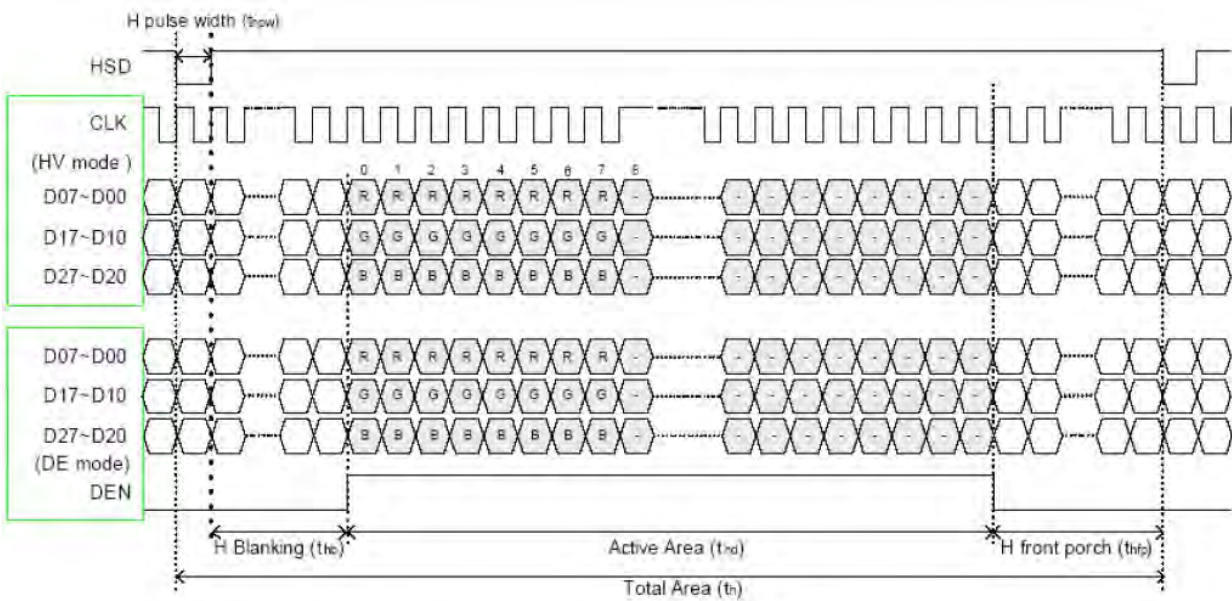 H pulse width (thpw)
HSD
CLK
(HV mode )
0 1 2 3 4 5 6 7 8
D07~D00 R R R R R R R R - - - - - - - - -
D17~D10 G G G G G G G G - - - - - - - - -
D27~D20 B B B B B B B B - - - - - - - - -
D07~D00 R R R R R R R R - - - - - - - - -
D17~D10 G G G G G G G G - - - - - - - - -
D27~D20 B B B B B B B B - - - - - - - - -
(DE mode)
DEN
H Blanking (thb) Active Area (thd) H front porch (thfp)
Total Area (th)